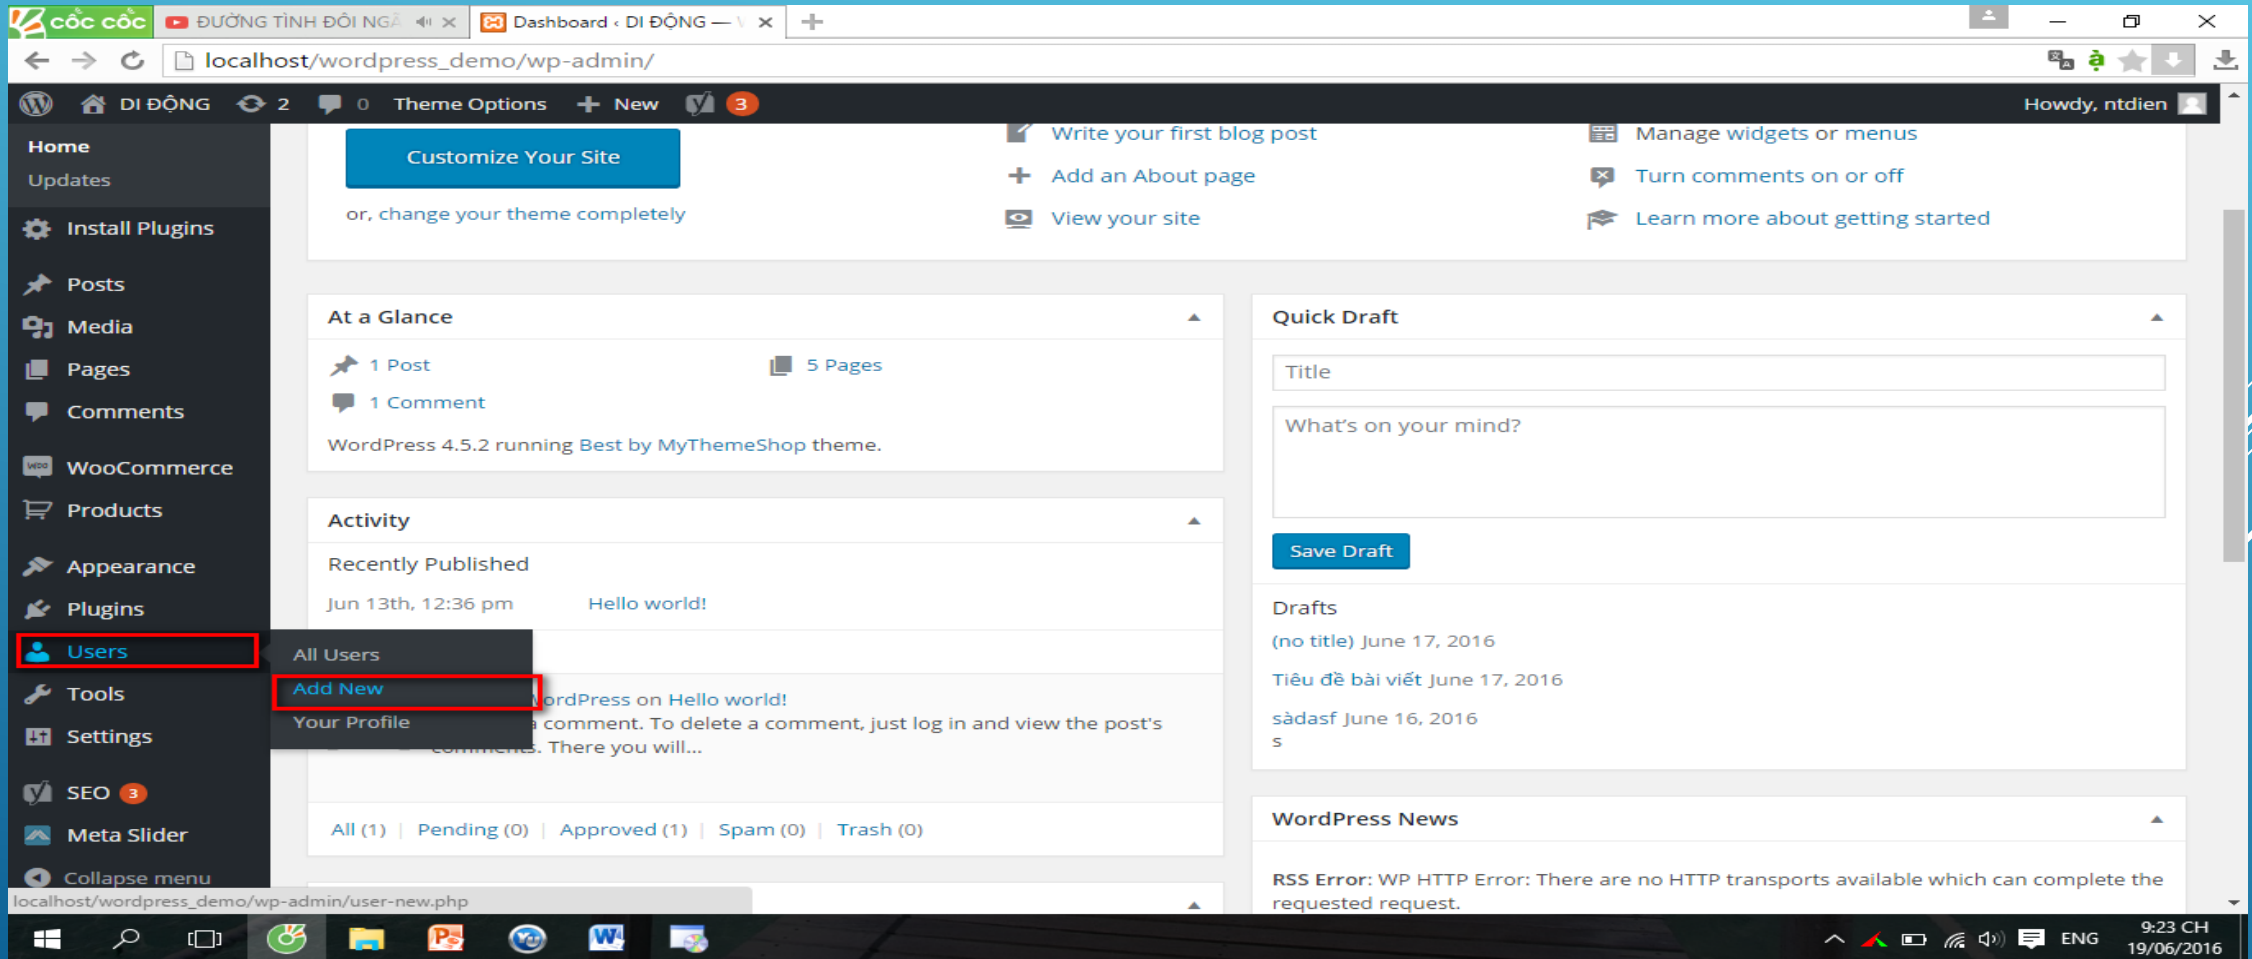 cốc cốc
ĐƯỜNG TÌNH ĐÔI NGÃ
Dashboard ‹ DI ĐỘNG —
localhost/wordpress_demo/wp-admin/
DI ĐỘNG 2 0 Theme Options New 3
Howdy, ntdien
Home
Updates
Install Plugins
Posts
Media
Pages
Comments
WooCommerce
Products
Appearance
Plugins
Users
Tools
Settings
SEO 3
Meta Slider
Collapse menu
All Users
Add New
Your Profile
Customize Your Site
or, change your theme completely
Write your first blog post
Add an About page
View your site
Manage widgets or menus
Turn comments on or off
Learn more about getting started
At a Glance
1 Post
5 Pages
1 Comment
WordPress 4.5.2 running Best by MyThemeShop theme.
Activity
Recently Published
Jun 13th, 12:36 pm Hello world!
ordPress on Hello world!
a comment. To delete a comment, just log in and view the post's
comments. There you will...
All (1) | Pending (0) | Approved (1) | Spam (0) | Trash (0)
Quick Draft
Title
What's on your mind?
Save Draft
Drafts
(no title) June 17, 2016
Tiêu đề bài viết June 17, 2016
sàdasf June 16, 2016
s
WordPress News
RSS Error: WP HTTP Error: There are no HTTP transports available which can complete the
requested request.
localhost/wordpress_demo/wp-admin/user-new.php
ENG
9:23 CH
19/06/2016